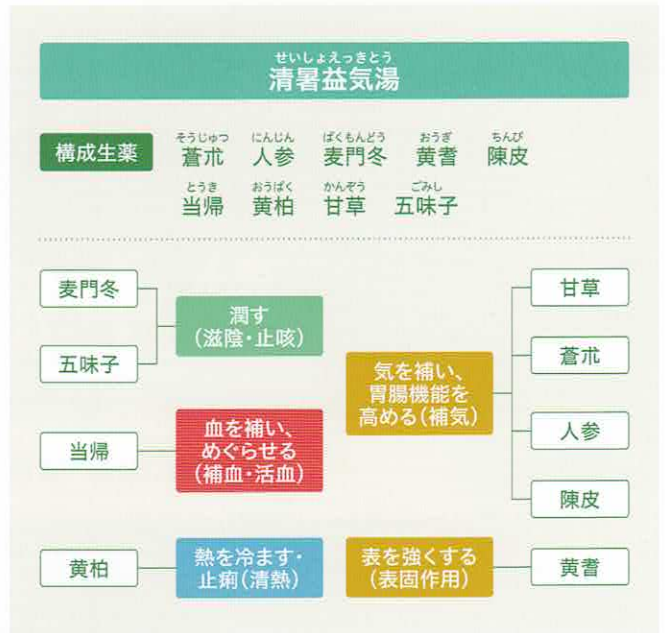 せいしょえっきとう
清暑益気湯
構成生薬
そうじゅつ にんじん ばくもんどう おうぎ ちんぴ
蒼朮 人参 麦門冬 黄耆 陳皮
とうき おうばく かんぞう ごみし
当帰 黄柏 甘草 五味子
麦門冬
五味子
潤す
(滋陰・止咳)
当帰
血を補い、
めぐらせる
(補血・活血)
黄柏
熱を冷ます・
止痢(清熱)
気を補い、
胃腸機能を
高める(補気)
甘草
蒼朮
人参
陳皮
表を強くする
(表固作用)
黄耆